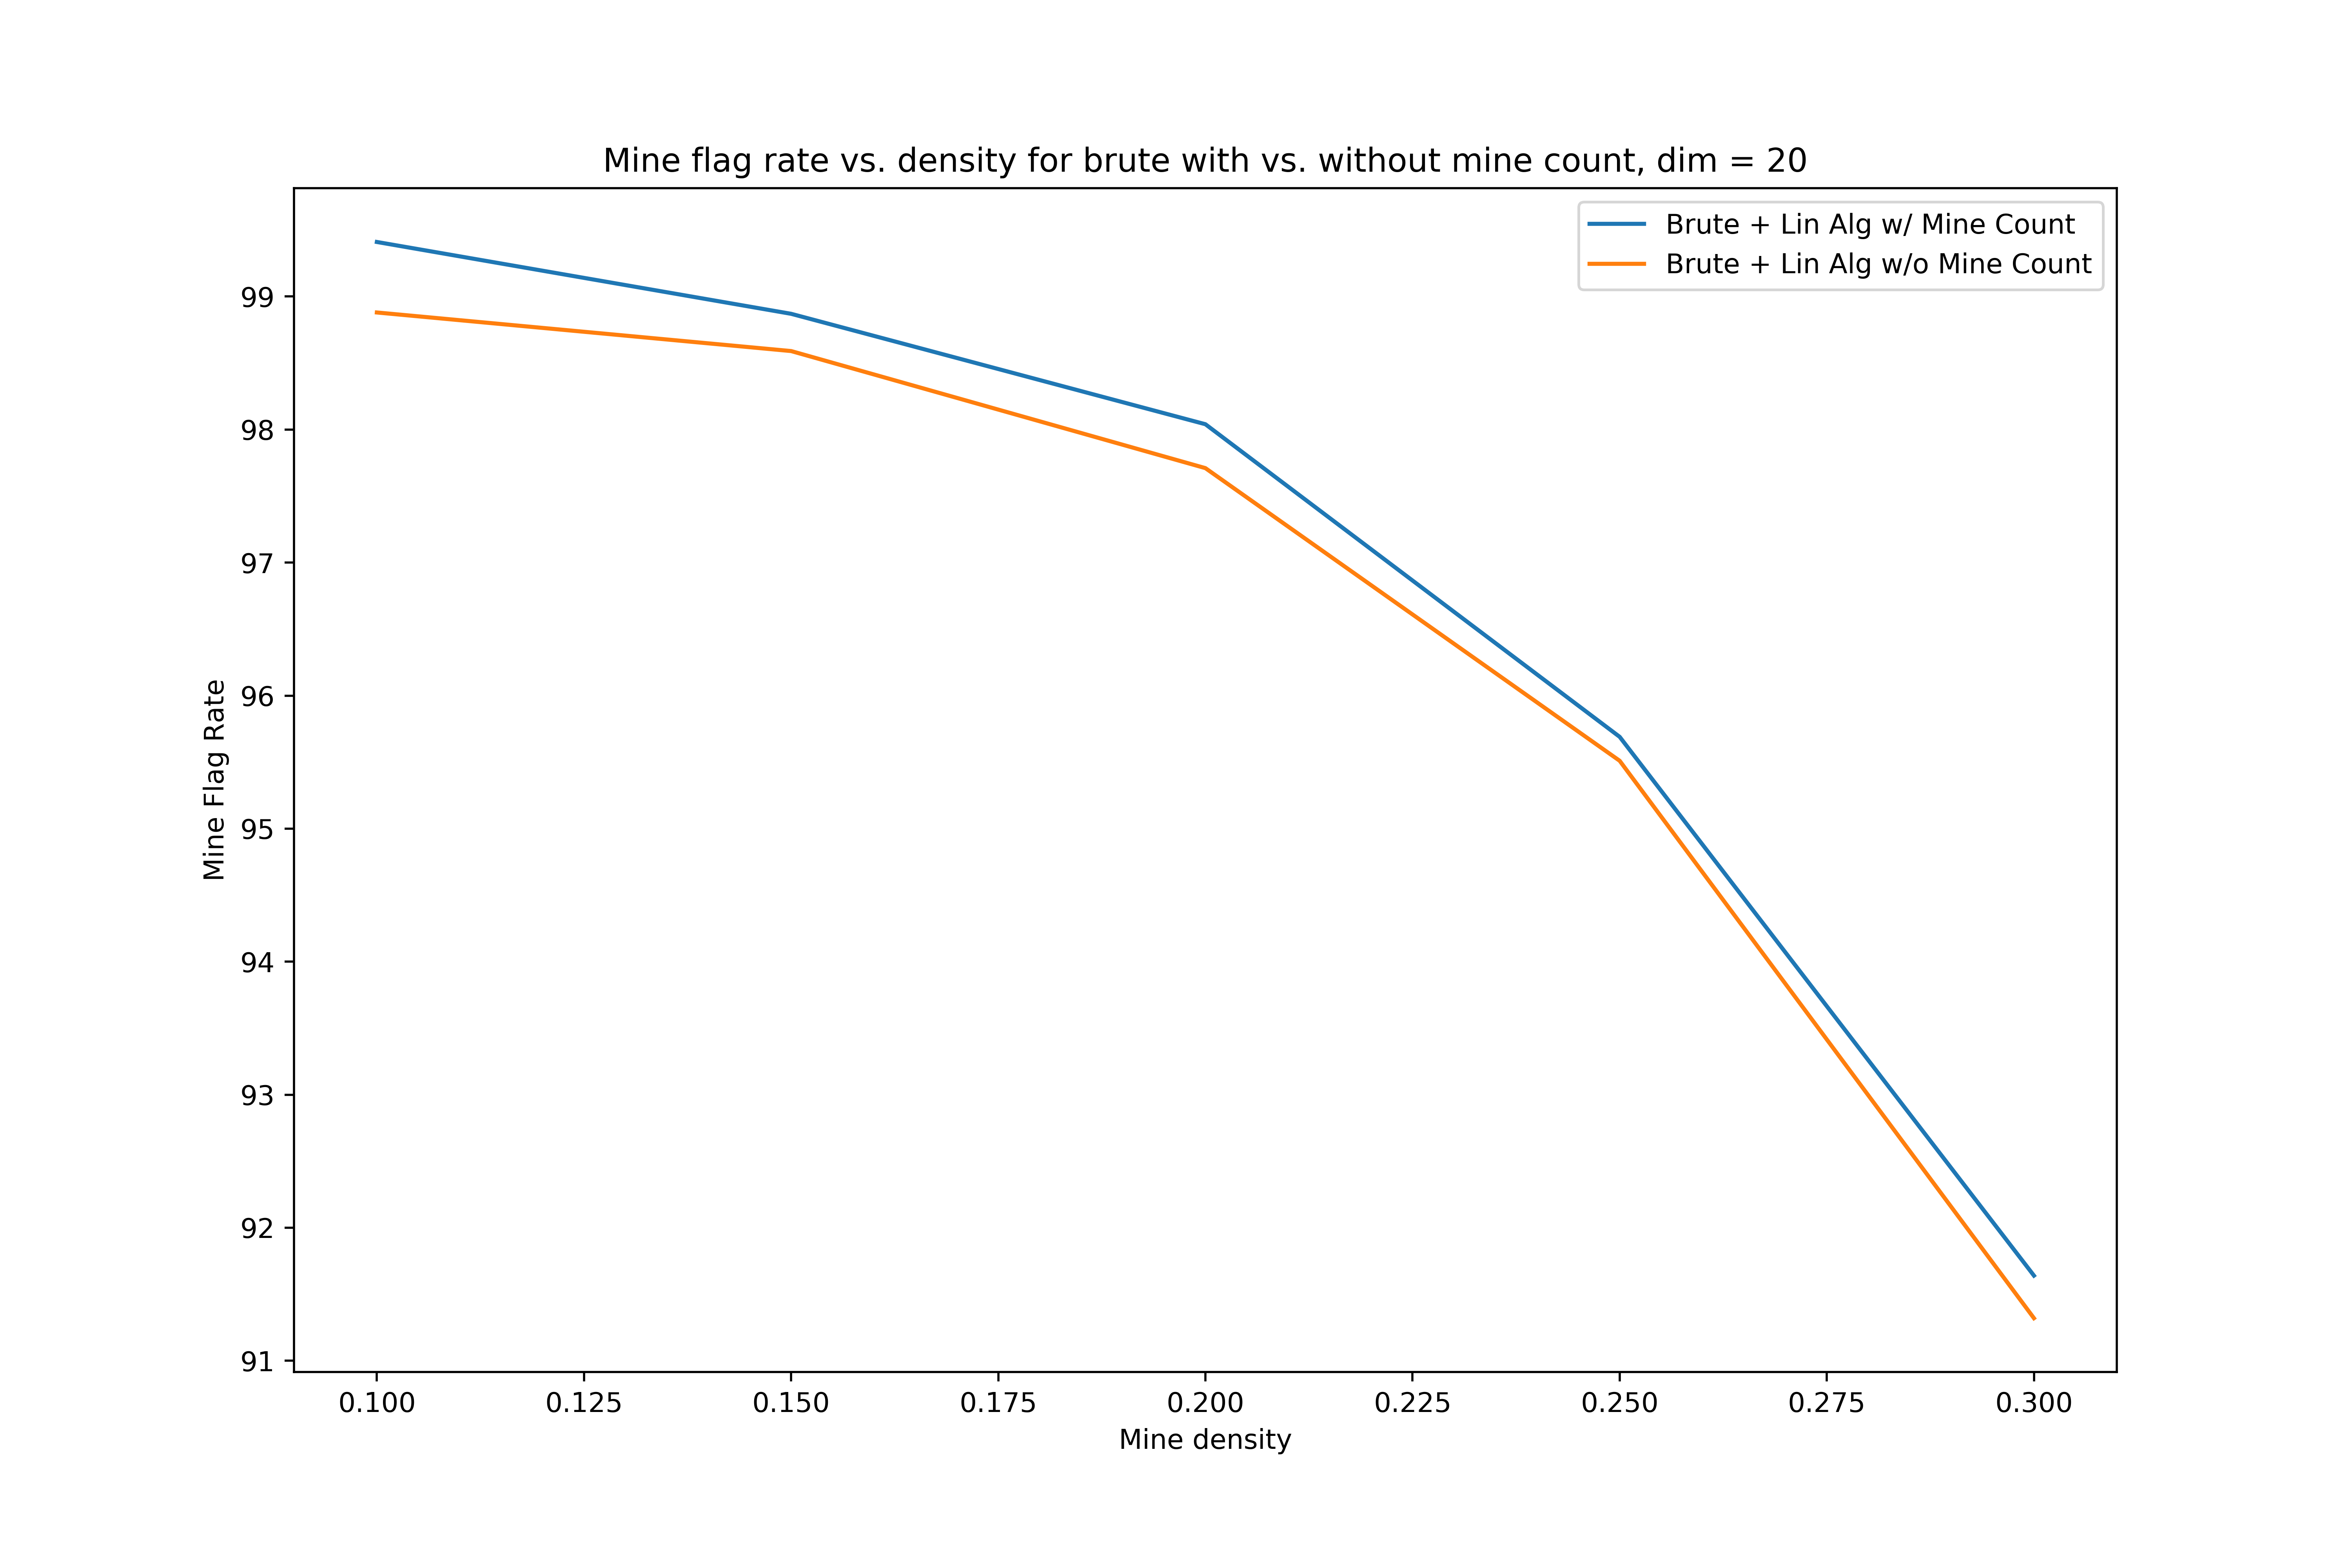 Mine flag rate vs. density for brute with vs. without mine count, dim = 20
Brute + Lin Alg w/ Mine Count
Brute + Lin Alg w/o Mine Count
Mine Flag Rate
99
98
97
96
95
94
93
92
91
0.100 0.125 0.150 0.175 0.200 0.225 0.250 0.275 0.300
Mine density